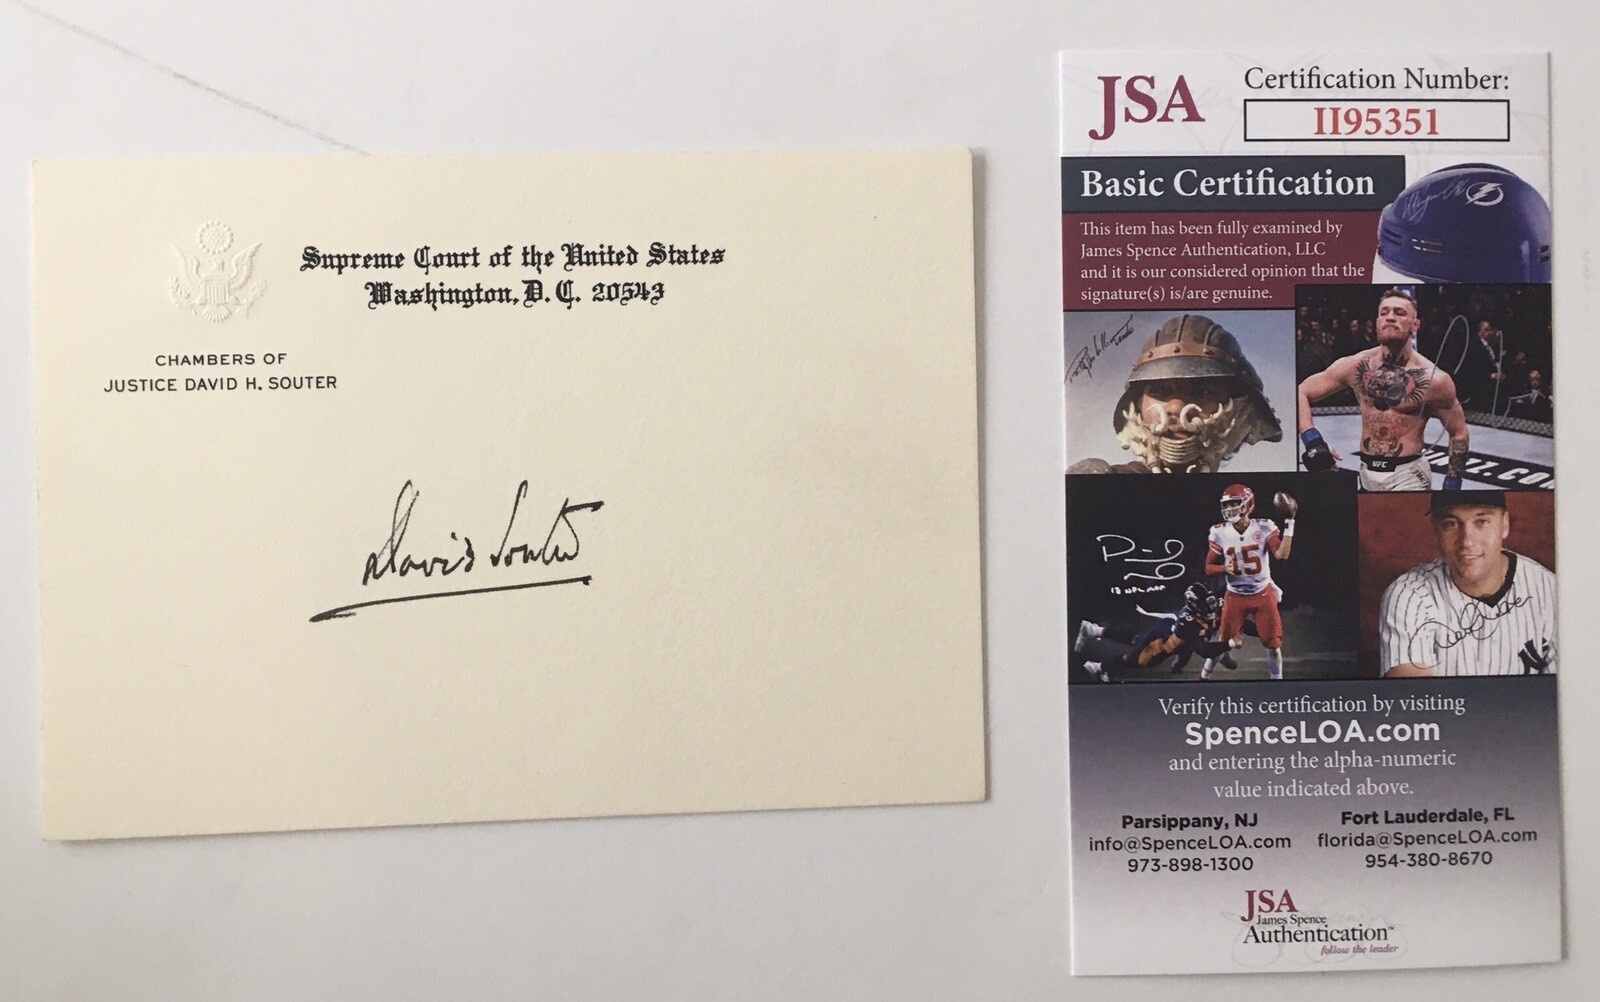 Supreme Court of the United States
Washington, D. C. 20543
CHAMBERS OF
JUSTICE DAVID H. SOUTER
David Souter
JSA
Certification Number:
II95351
Basic Certification
This item has been fully examined by
James Spence Authentication, LLC
and it is our considered opinion that the
signature(s) is/are genuine.
UFC
15
NY
Verify this certification by visiting
SpenceLOA.com
and entering the alpha-numeric
value indicated above.
Parsippany, NJ
info@SpenceLOA.com
973-898-1300
Fort Lauderdale, FL
florida@SpenceLOA.com
954-380-8670
JSA
James Spence
Authentication™
follow the leader